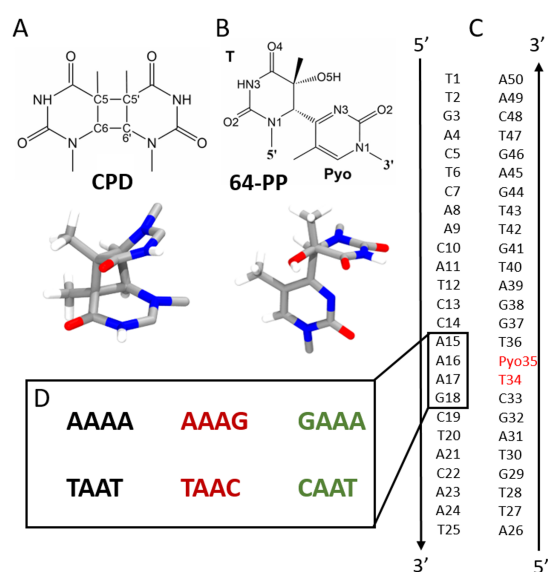 A
O
O
NH
C5
C5'
NH
O
N
C6
6'
N
O
CPD
B
T
O4
O5H
HN3
O2
N1
N3
O2
5'
N1
3'
64-PP
Pyo
C
5′
3′
T1 A50
T2 A49
G3 C48
A4 T47
C5 G46
T6 A45
C7 G44
A8 T43
A9 T42
C10 G41
A11 T40
T12 A39
C13 G38
C14 G37
A15 T36
A16 Pyo35
A17 T34
G18 C33
C19 G32
T20 A31
A21 T30
C22 G29
A23 T28
A24 T27
T25 A26
3′
5′
D
AAAA AAAG GAAA
TAAT TAAC CAAT